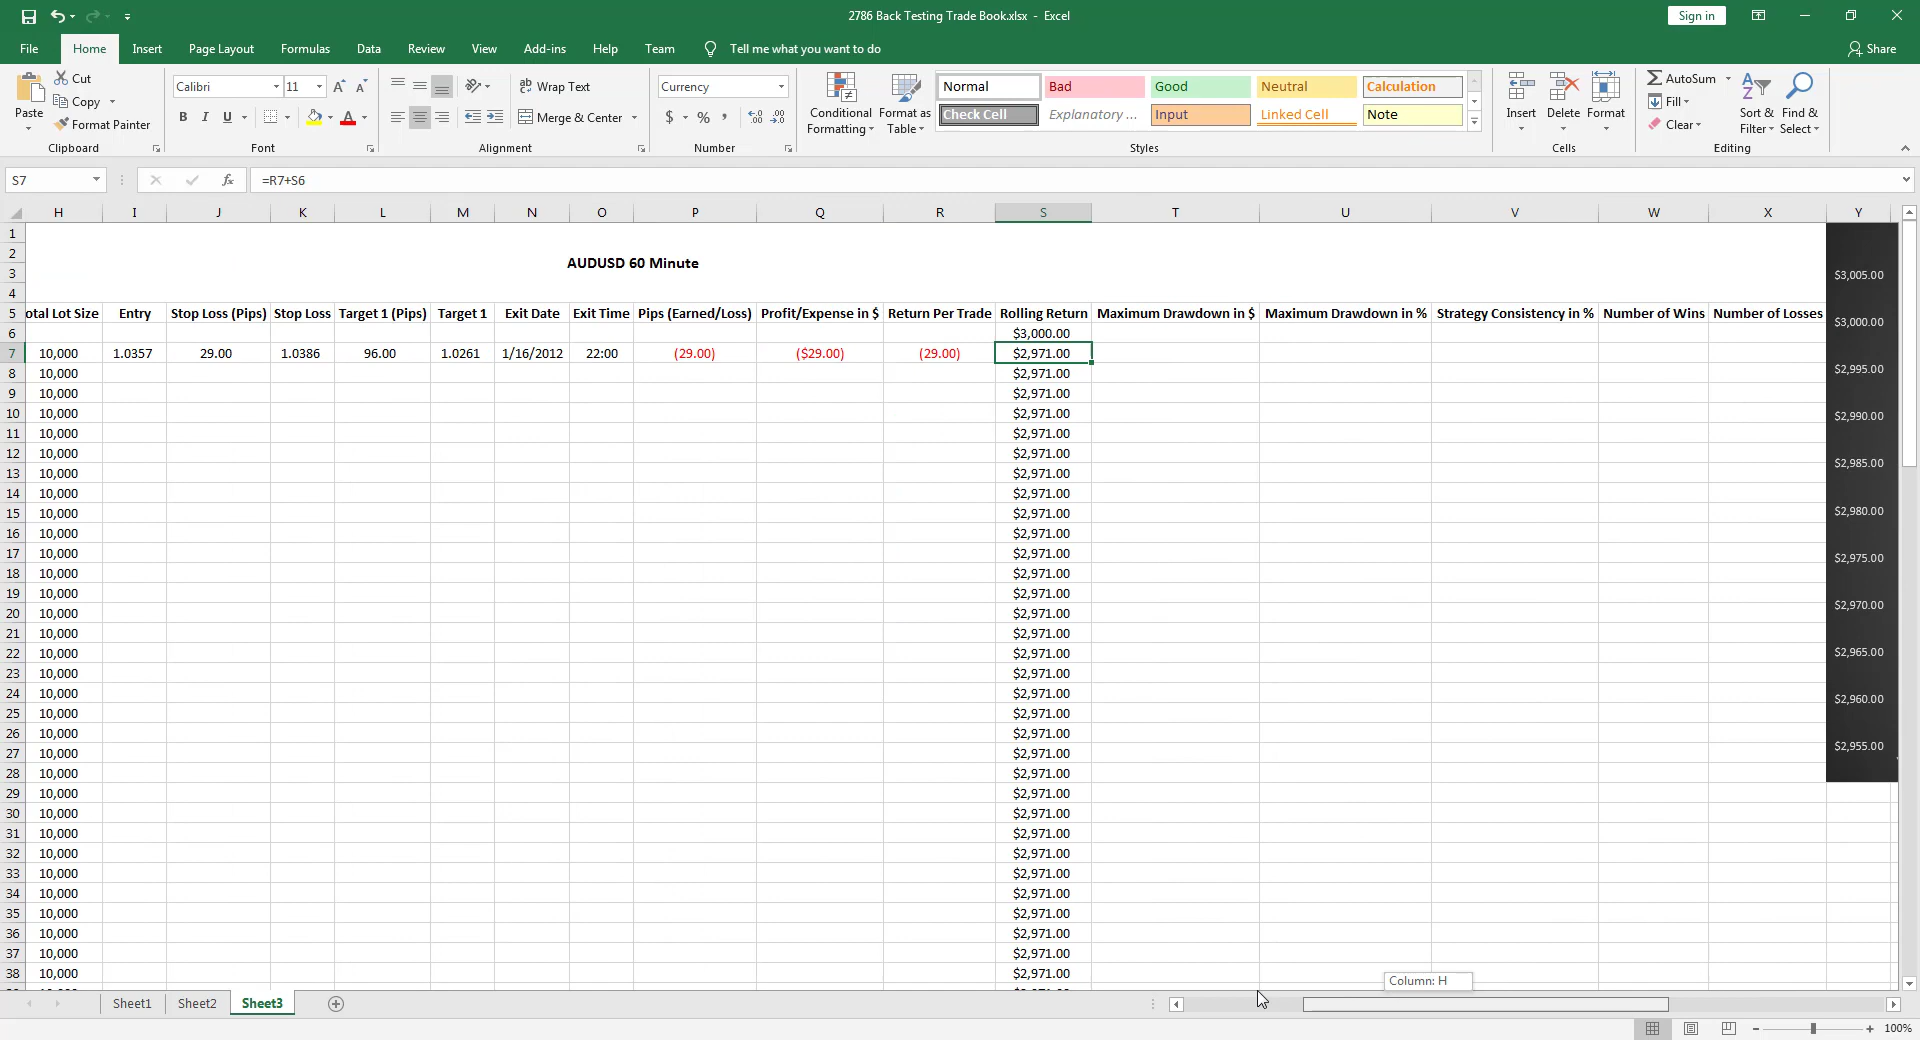 2786 Back Testing Trade Book.xlsx - Excel
Sign in
File Home Insert Page Layout Formulas Data Review View Add-ins Help Team Tell me what you want to do Share
Paste
Cut
Copy
Format Painter
Clipboard
Calibri 11
B I U
Font
Wrap Text
Merge & Center
Alignment
Currency
$ %
Number
Conditional Formatting
Format as Table
Normal Bad Good Neutral Calculation
Check Cell Explanatory ... Input Linked Cell Note
Styles
Insert Delete Format
Cells
AutoSum
Fill
Clear
Sort & Filter
Find & Select
Editing
S7 fx =R7+S6
H I J K L M N O P Q R S T U V W X Y
1
2
AUDUSD 60 Minute
3 $3,005.00
4
5 otal Lot Size Entry Stop Loss (Pips) Stop Loss Target 1 (Pips) Target 1 Exit Date Exit Time Pips (Earned/Loss) Profit/Expense in $ Return Per Trade Rolling Return Maximum Drawdown in $ Maximum Drawdown in % Strategy Consistency in % Number of Wins Number of Losses $3,000.00
6 $3,000.00
7 10,000 1.0357 29.00 1.0386 96.00 1.0261 1/16/2012 22:00 (29.00) ($29.00) (29.00) $2,971.00
8 10,000 $2,971.00 $2,995.00
9 10,000 $2,971.00
10 10,000 $2,971.00 $2,990.00
11 10,000 $2,971.00
12 10,000 $2,971.00 $2,985.00
13 10,000 $2,971.00
14 10,000 $2,971.00
15 10,000 $2,971.00 $2,980.00
16 10,000 $2,971.00
17 10,000 $2,971.00 $2,975.00
18 10,000 $2,971.00
19 10,000 $2,971.00 $2,970.00
20 10,000 $2,971.00
21 10,000 $2,971.00
22 10,000 $2,971.00 $2,965.00
23 10,000 $2,971.00
24 10,000 $2,971.00 $2,960.00
25 10,000 $2,971.00
26 10,000 $2,971.00 $2,955.00
27 10,000 $2,971.00
28 10,000 $2,971.00
29 10,000 $2,971.00
30 10,000 $2,971.00
31 10,000 $2,971.00
32 10,000 $2,971.00
33 10,000 $2,971.00
34 10,000 $2,971.00
35 10,000 $2,971.00
36 10,000 $2,971.00
37 10,000 $2,971.00
38 10,000 $2,971.00
Column: H
Sheet1 Sheet2 Sheet3
100%